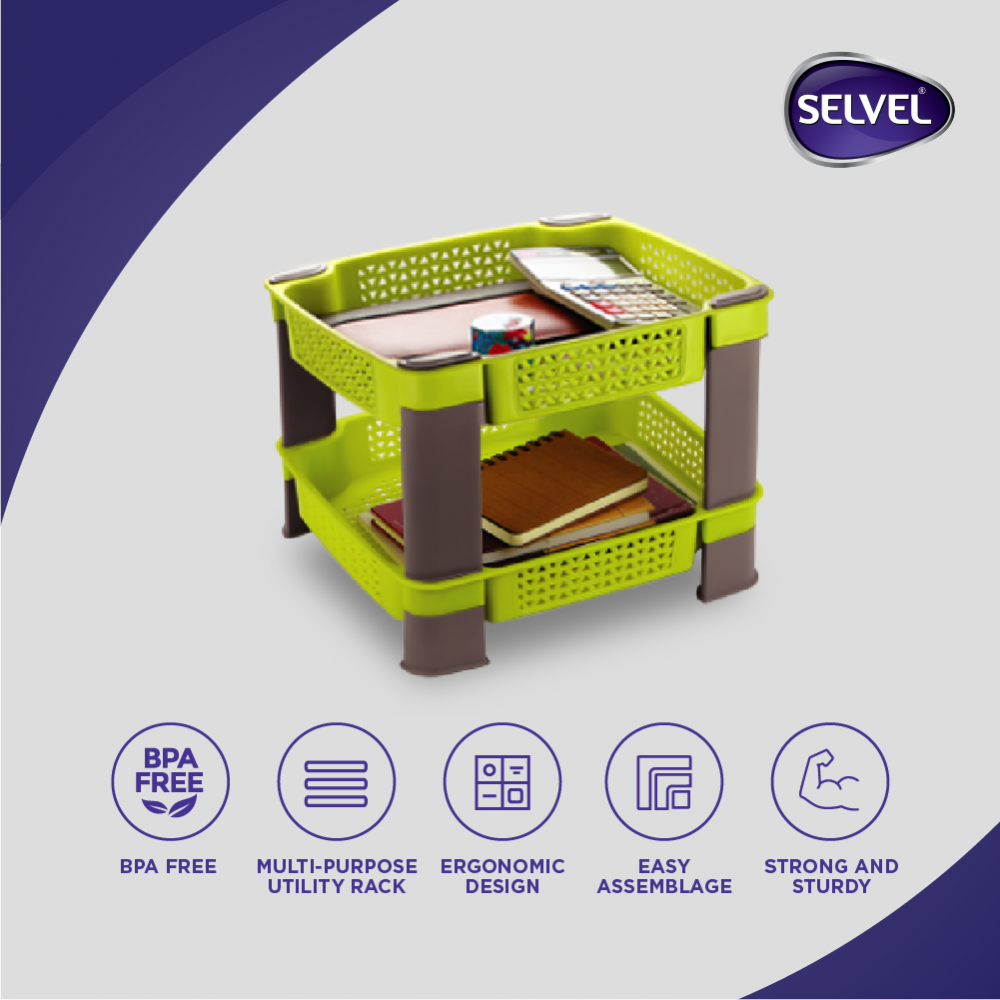 SELVEL®
BPA
FREE
BPA FREE
MULTI-PURPOSE
UTILITY RACK
ERGONOMIC
DESIGN
EASY
ASSEMBLAGE
STRONG AND
STURDY